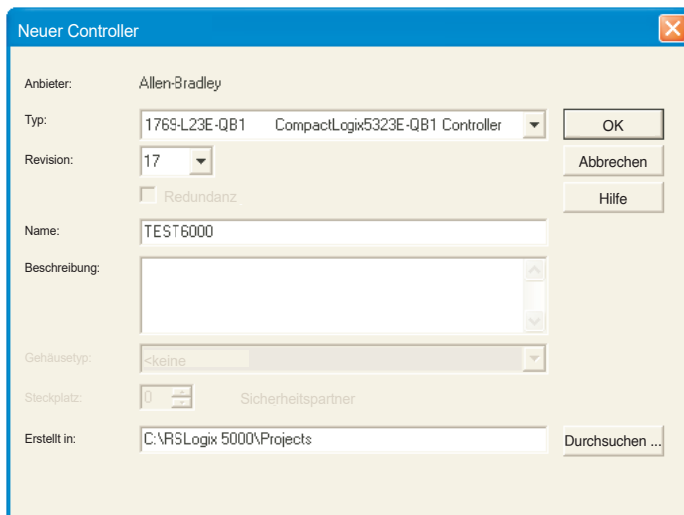 Neuer Controller
Anbieter: Allen-Bradley
Typ: 1769-L23E-QB1 CompactLogix5323E-QB1 Controller OK
Revision: 17 Abbrechen
Redundanz Hilfe
Name: TEST6000
Beschreibung:
Gehäusetyp: <keine
Steckplatz: 0 Sicherheitspartner
Erstellt in: C:\RSLogix 5000\Projects Durchsuchen ...